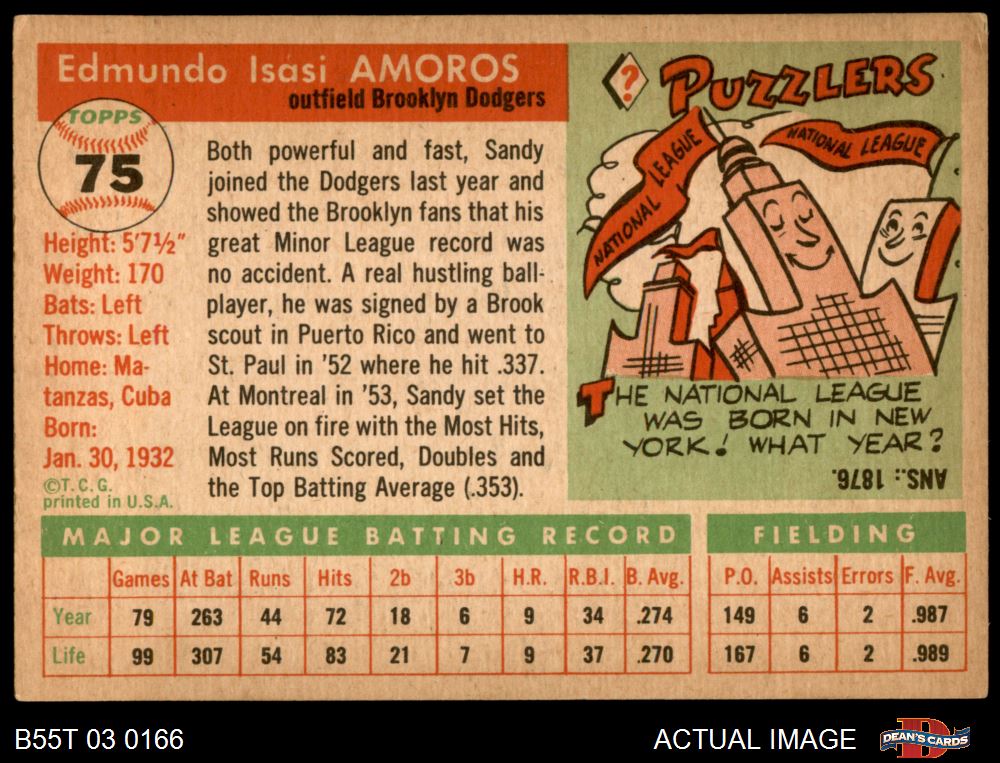 Edmundo Isasi AMOROS
outfield Brooklyn Dodgers
TOPPS
75
Height: 5'7½"
Weight: 170
Bats: Left
Throws: Left
Home: Ma-
tanzas, Cuba
Born:
Jan. 30, 1932
©T. C. G.
printed in U.S.A.
Both powerful and fast, Sandy
joined the Dodgers last year and
showed the Brooklyn fans that his
great Minor League record was
no accident. A real hustling ball-
player, he was signed by a Brook
scout in Puerto Rico and went to
St. Paul in '52 where he hit .337.
At Montreal in '53, Sandy set the
League on fire with the Most Hits,
Most Runs Scored, Doubles and
the Top Batting Average (.353).
? PUZZLERS
NATIONAL LEAGUE
NATIONAL LEAGUE
THE NATIONAL LEAGUE
WAS BORN IN NEW
YORK! WHAT YEAR?
ANS.: 1876.
MAJOR LEAGUE BATTING RECORD
Games At Bat Runs Hits 2b 3b H.R. R.B.I. B. Avg.
Year 79 263 44 72 18 6 9 34 .274
Life 99 307 54 83 21 7 9 37 .270
FIELDING
P.O. Assists Errors F. Avg.
149 6 2 .987
167 6 2 .989
B55T 03 0166
ACTUAL IMAGE
D
DEAN'S CARDS